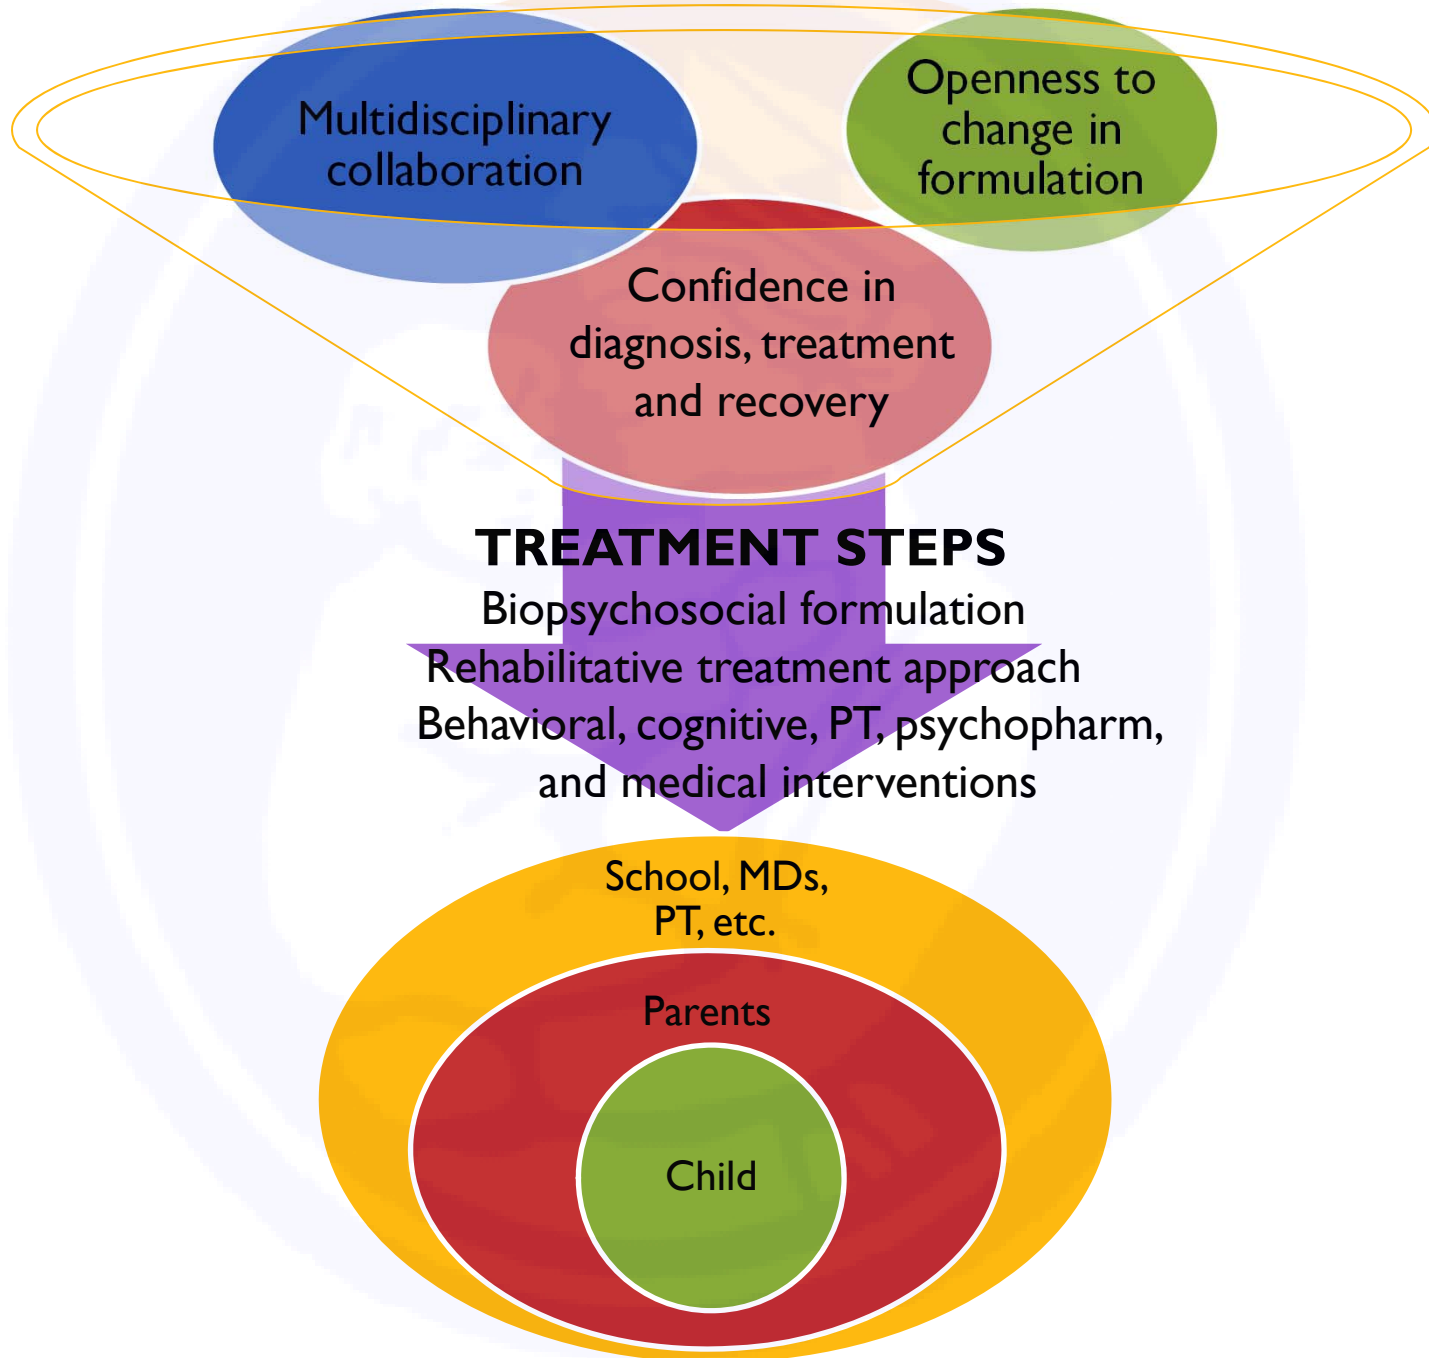 Multidisciplinary
collaboration
Openness to
change in
formulation
Confidence in
diagnosis, treatment
and recovery
TREATMENT STEPS
Biopsychosocial formulation
Rehabilitative treatment approach
Behavioral, cognitive, PT, psychopharm,
and medical interventions
School, MDs,
PT, etc.
Parents
Child